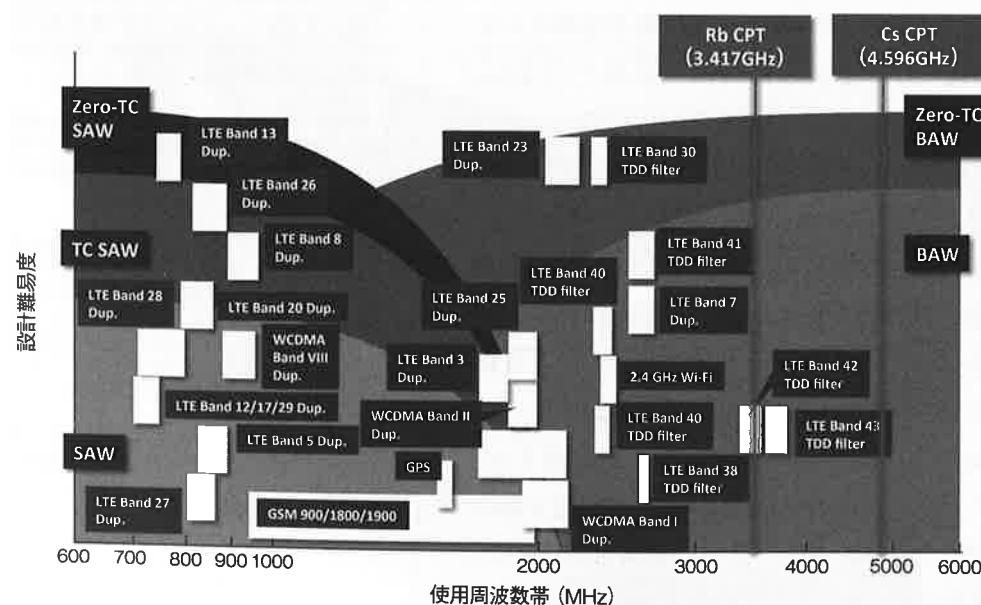 Rb CPT
(3.417GHz)
Cs CPT
(4.596GHz)
Zero-TC
SAW
LTE Band 13
Dup.
LTE Band 23
Dup.
LTE Band 30
TDD filter
Zero-TC
BAW
LTE Band 26
Dup.
TC SAW
LTE Band 8
Dup.
LTE Band 41
TDD filter
BAW
LTE Band 40
TDD filter
LTE Band 28
Dup.
LTE Band 20 Dup.
LTE Band 25
Dup.
LTE Band 7
Dup.
WCDMA
Band VIII
Dup.
LTE Band 3
Dup.
2.4 GHz Wi-Fi
LTE Band 42
TDD filter
LTE Band 12/17/29 Dup.
WCDMA Band II
Dup.
LTE Band 40
TDD filter
LTE Band 43
TDD filter
SAW
LTE Band 5 Dup.
GPS
LTE Band 38
TDD filter
LTE Band 27
Dup.
GSM 900/1800/1900
WCDMA Band I
Dup.
設計難易度
600 700 800 900 1000 2000 3000 4000 5000 6000
使用周波数帯 (MHz)